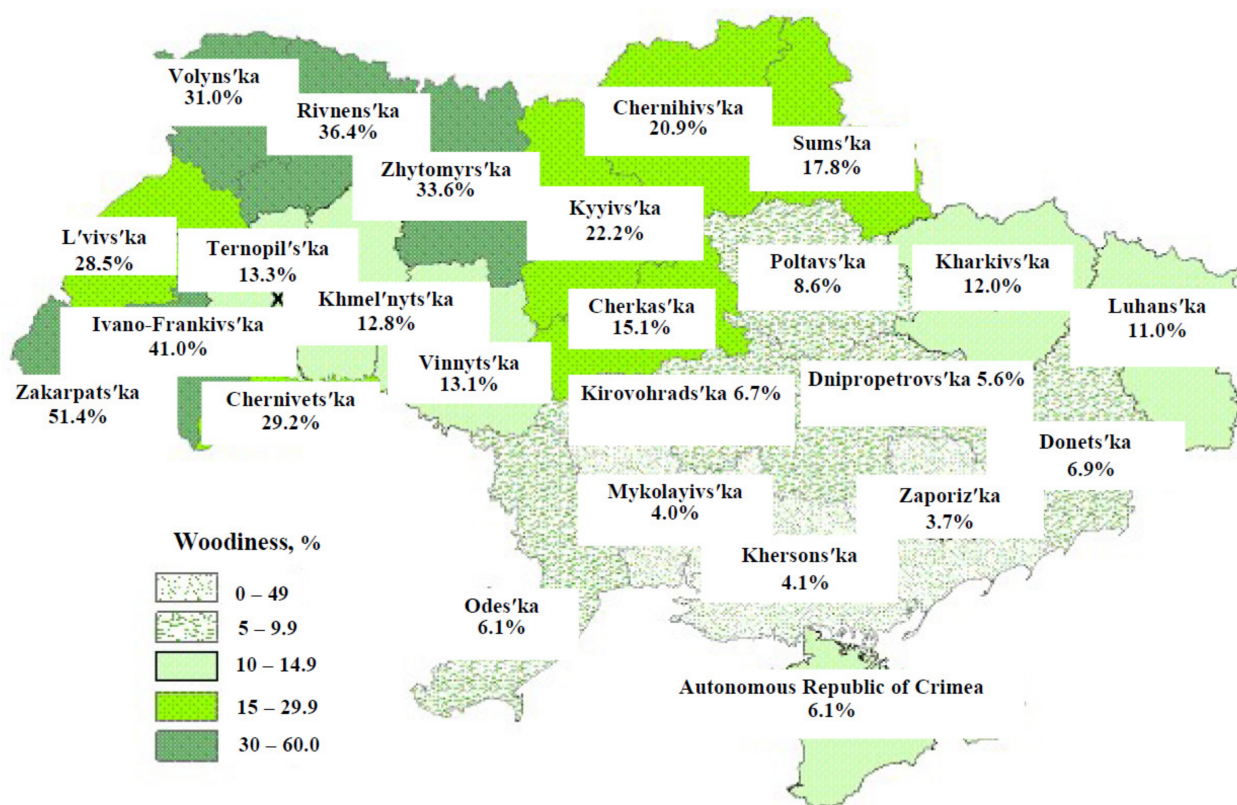 Volyns'ka
31.0%
Rivnens'ka
36.4%
Zhytomyrs'ka
33.6%
Chernihivs'ka
20.9%
Sums'ka
17.8%
Kyyivs'ka
22.2%
L'vivs'ka
28.5%
Ternopil's'ka
13.3%
Khmel'nyts'ka
12.8%
Poltavs'ka
8.6%
Kharkivs'ka
12.0%
Luhans'ka
11.0%
Ivano-Frankivs'ka
41.0%
Cherkas'ka
15.1%
Zakarpats'ka
51.4%
Chernivets'ka
29.2%
Vinnyts'ka
13.1%
Kirovohrads'ka 6.7%
Dnipropetrovs'ka 5.6%
Donets'ka
6.9%
Mykolayivs'ka
4.0%
Zaporiz'ka
3.7%
Khersons'ka
4.1%
Odes'ka
6.1%
Autonomous Republic of Crimea
6.1%
Woodiness, %
0 – 49
5 – 9.9
10 – 14.9
15 – 29.9
30 – 60.0